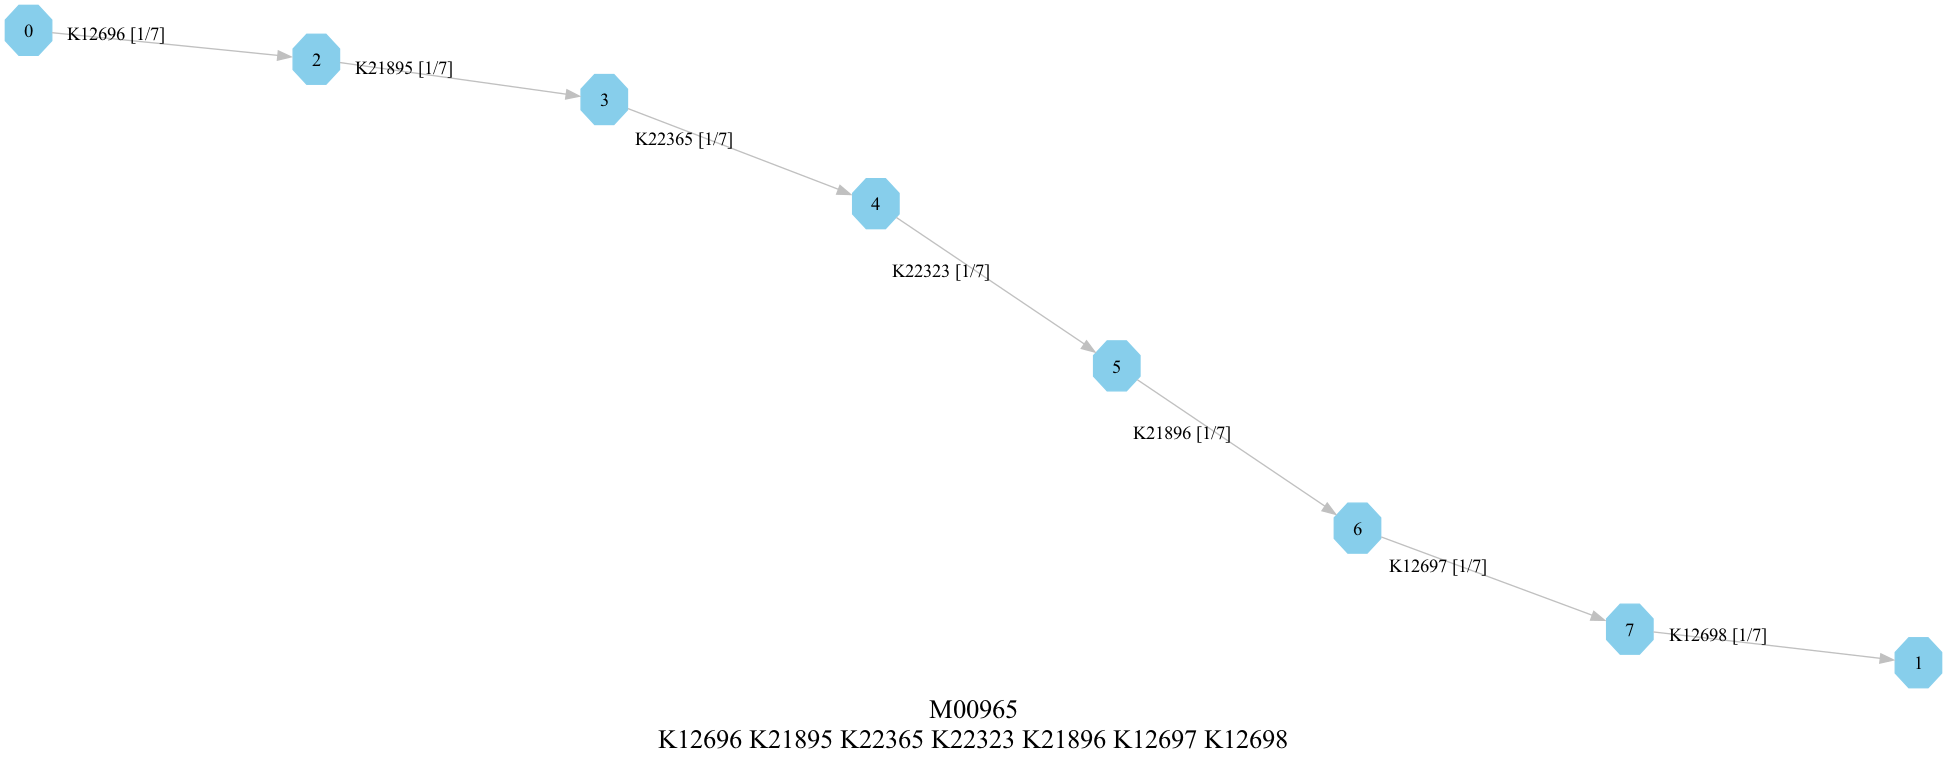 0
K12696 [1/7]
2
K21895 [1/7]
3
K22365 [1/7]
4
K22323 [1/7]
5
K21896 [1/7]
6
K12697 [1/7]
7
K12698 [1/7]
1
M00965
K12696 K21895 K22365 K22323 K21896 K12697 K12698